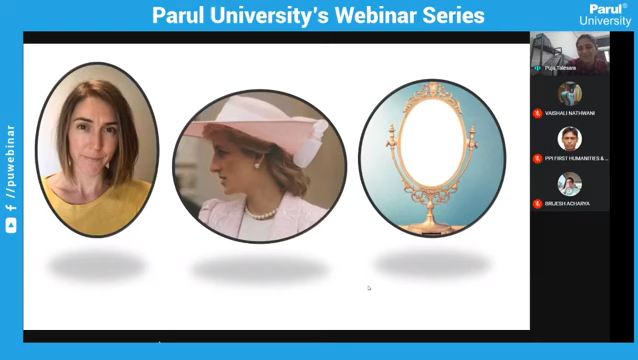 Parul University's Webinar Series
Parul®
University
Puja Talesara
VAISHALI NATHWANI
PPI FIRST HUMANITIES & ...
BRIJESH ACHARYA
/puwebinar